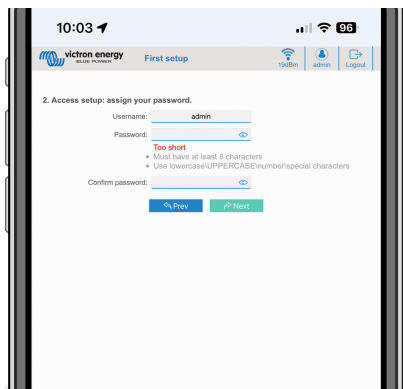 10:03
96
victron energy
BLUE POWER
First setup
19dBm
admin
Logout
2. Access setup: assign your password.
Username: admin
Password:
Too short
Must have at least 8 characters
Use lowercase\UPPERCASE\number\special characters
Confirm password:
Prev
Next